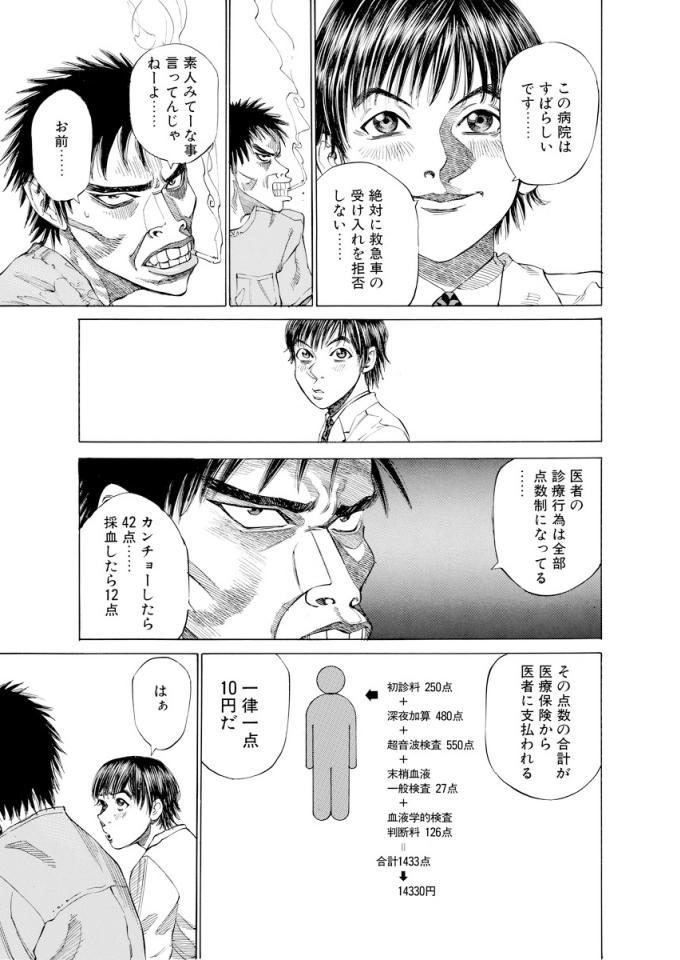 この病院は
すばらしい
です……
絶対に救急車の
受け入れを拒否
しない……
素人みてーな事
言ってんじゃ
ねーよ……
お前……
医者の
診療行為は全部
点数制になってる
……
カンチョーしたら
42点……
採血したら12点
その点数の合計が
医療保険から
医者に支払われる
初診料 250点
＋
深夜加算 480点
＋
超音波検査 550点
＋
末梢血液
一般検査 27点
＋
血液学的検査
判断料 126点
＝
合計1433点
↓
14330円
一律一点
10円だ
はぁ